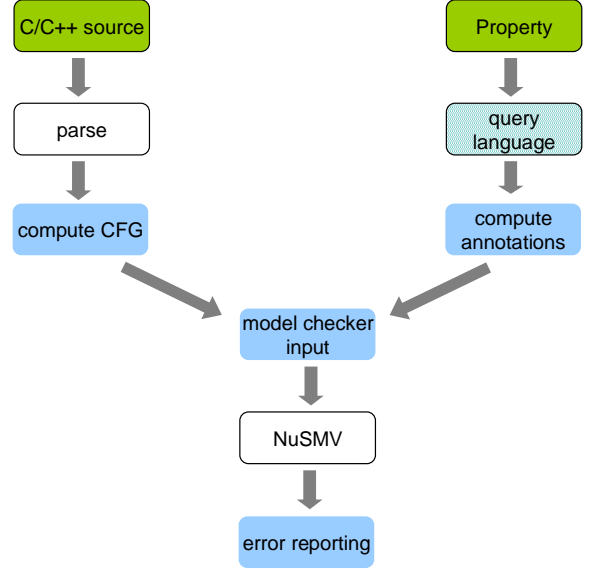 C/C++ source
Property
parse
query
language
compute CFG
compute
annotations
model checker
input
NuSMV
error reporting